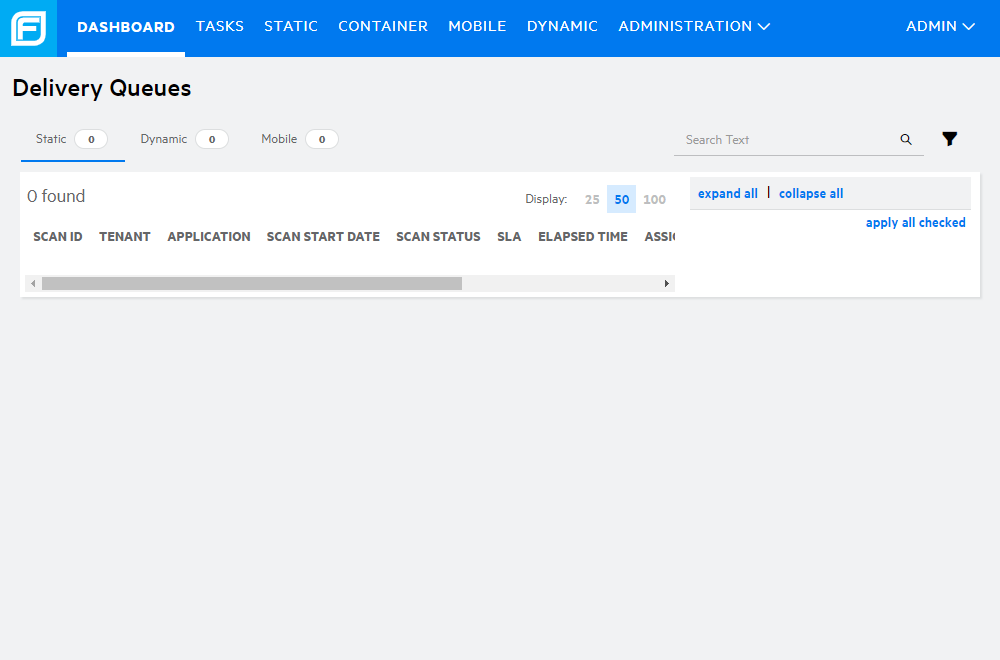 DASHBOARD TASKS STATIC CONTAINER MOBILE DYNAMIC ADMINISTRATION ADMIN
Delivery Queues
Static 0 Dynamic 0 Mobile 0 Search Text
0 found Display: 25 50 100
expand all | collapse all
apply all checked
SCAN ID TENANT APPLICATION SCAN START DATE SCAN STATUS SLA ELAPSED TIME ASSIG